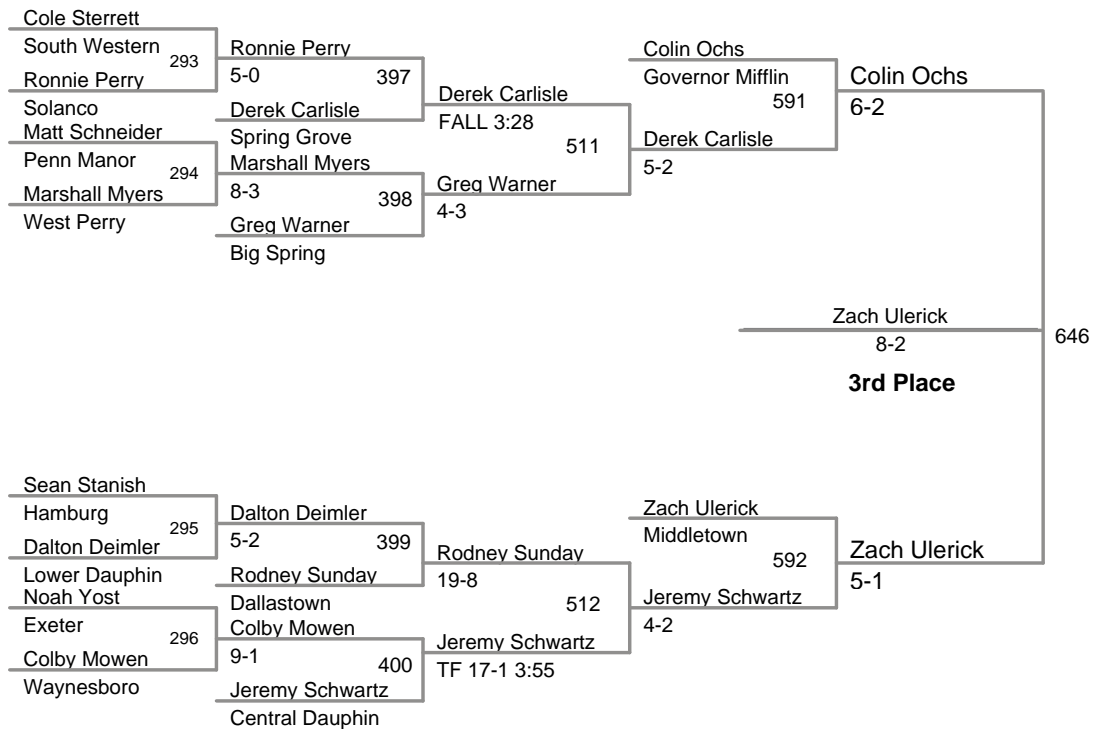 Cole Sterrett
South Western
293
Ronnie Perry
Solanco
Matt Schneider
Penn Manor
294
Marshall Myers
West Perry
Ronnie Perry
5-0
397
Derek Carlisle
Spring Grove
Marshall Myers
8-3
398
Greg Warner
Big Spring
Derek Carlisle
FALL 3:28
511
Greg Warner
4-3
Colin Ochs
Governor Mifflin
591
Derek Carlisle
5-2
Colin Ochs
6-2
Zach Ulerick
8-2
3rd Place
646
Sean Stanish
Hamburg
295
Dalton Deimler
Lower Dauphin
Noah Yost
Exeter
296
Colby Mowen
Waynesboro
Dalton Deimler
5-2
399
Rodney Sunday
Dallastown
Colby Mowen
9-1
400
Jeremy Schwartz
Central Dauphin
Rodney Sunday
19-8
512
Jeremy Schwartz
TF 17-1 3:55
Zach Ulerick
Middletown
592
Jeremy Schwartz
4-2
Zach Ulerick
5-1